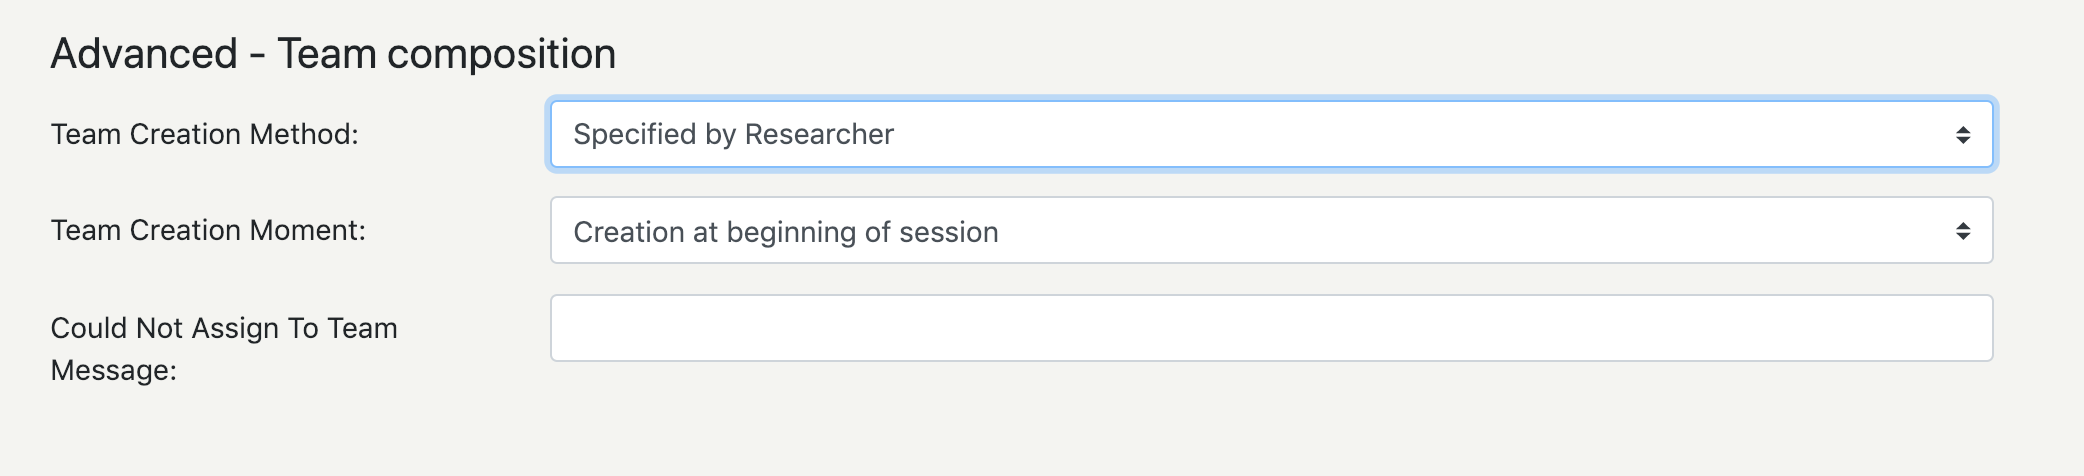 Advanced - Team composition
Team Creation Method:
Specified by Researcher
Team Creation Moment:
Creation at beginning of session
Could Not Assign To Team
Message: